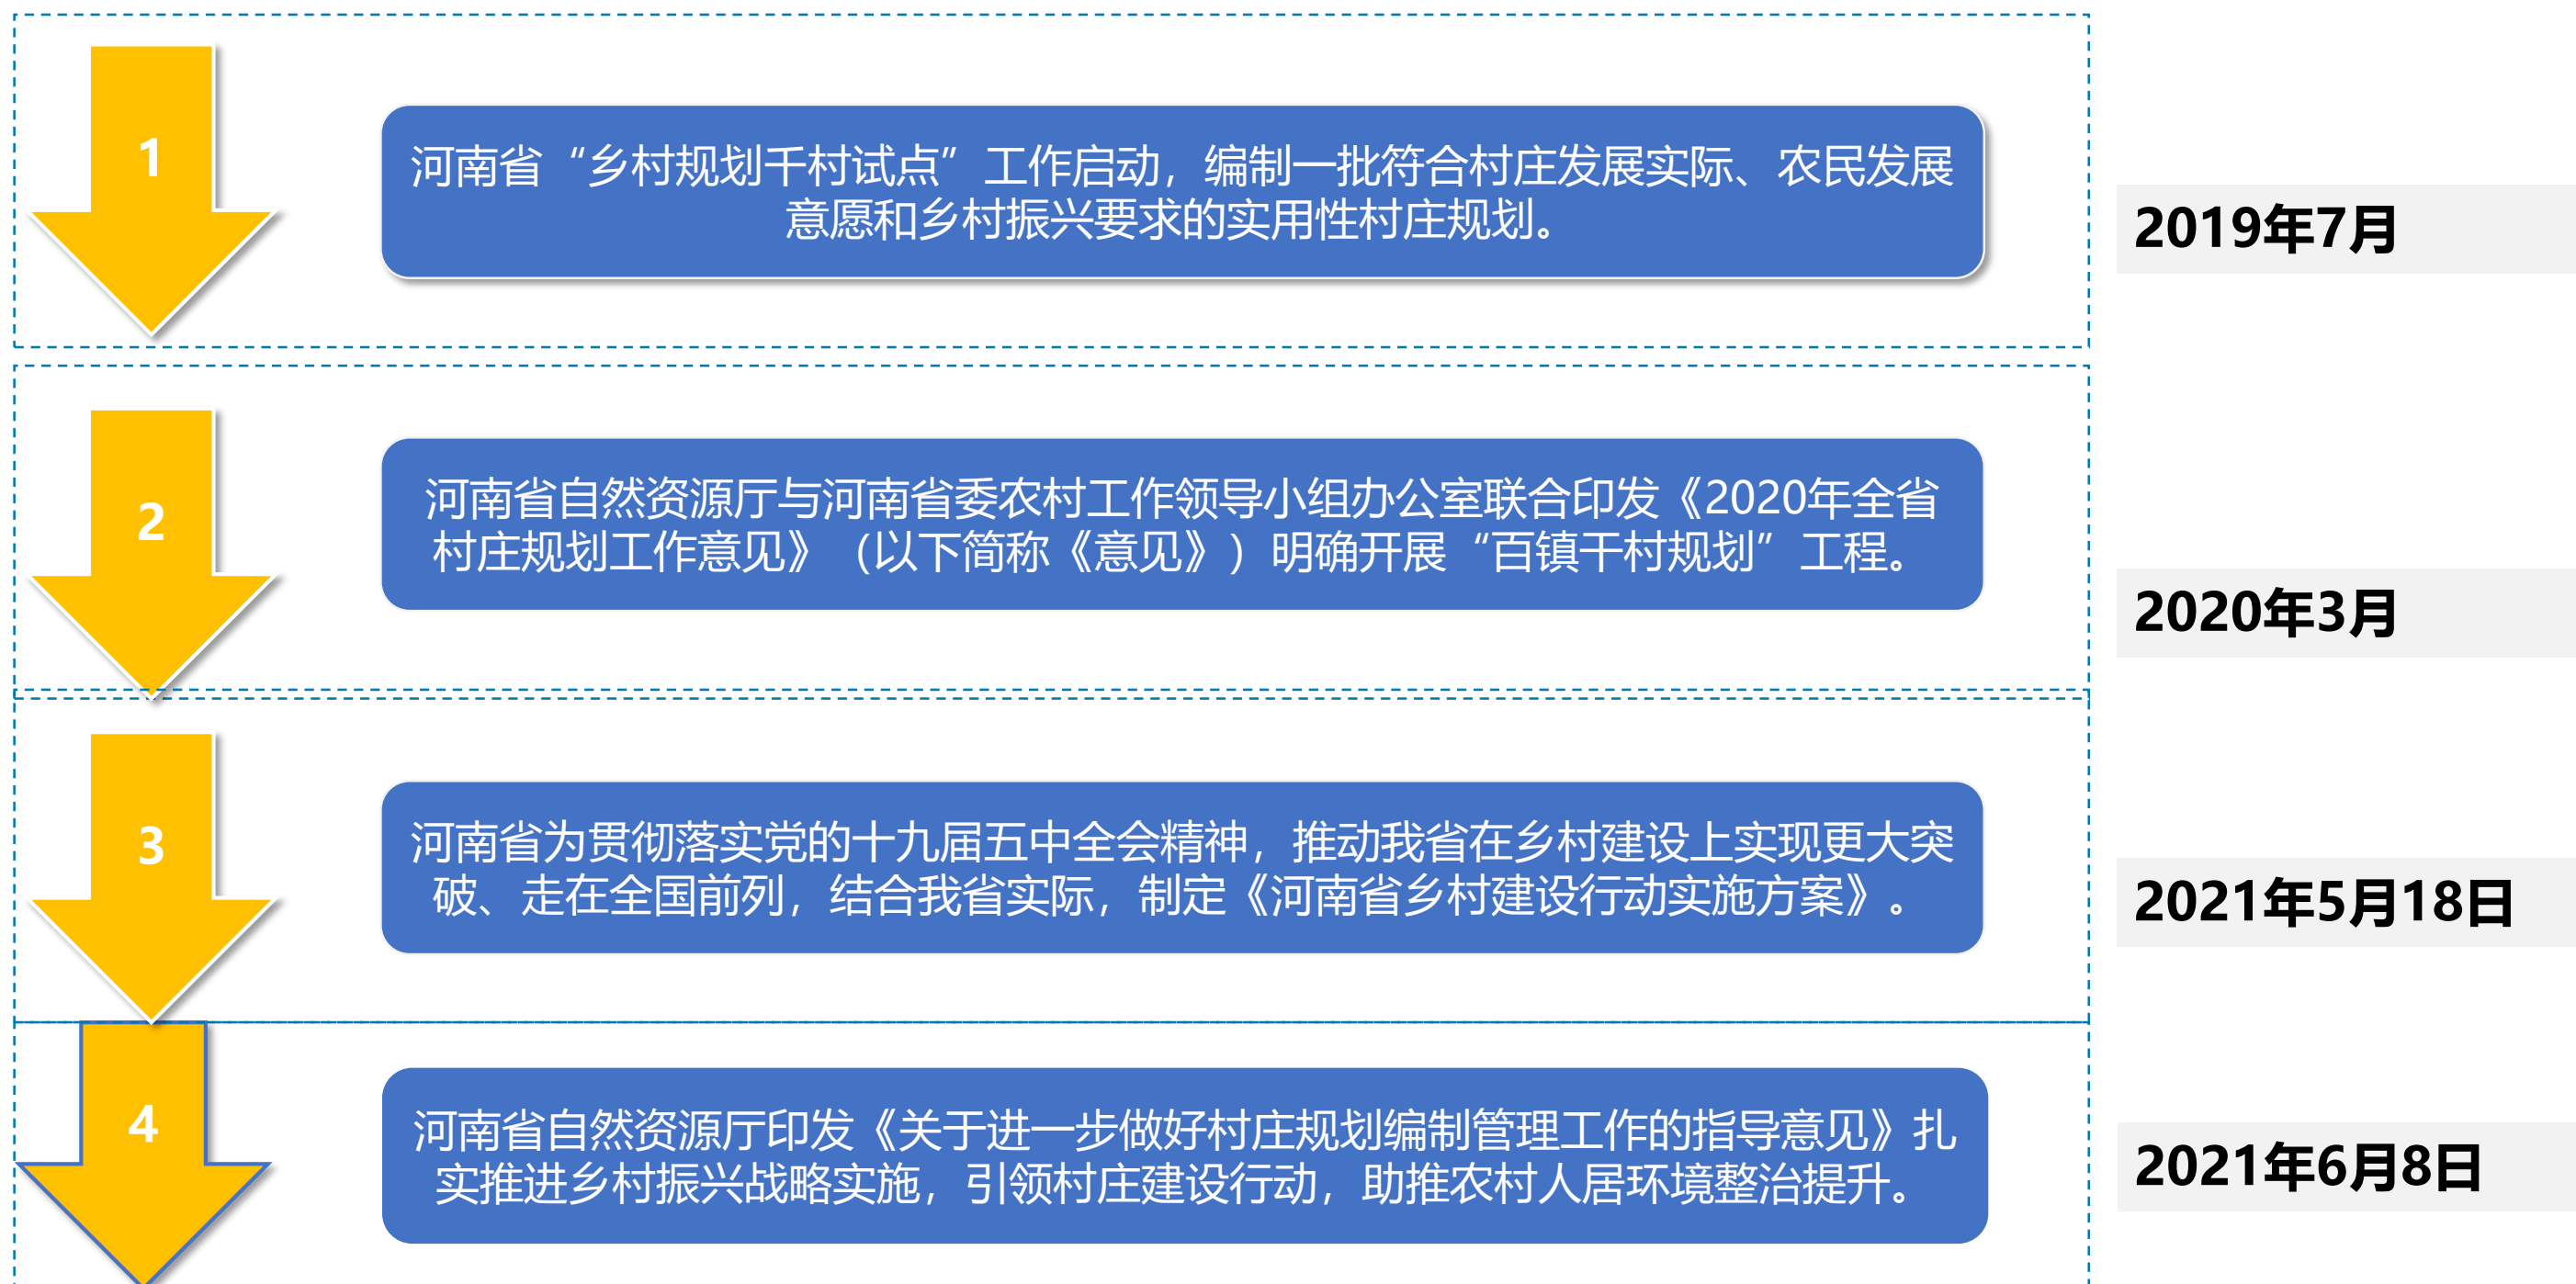 1
河南省“乡村规划千村试点”工作启动，编制一批符合村庄发展实际、农民发展
意愿和乡村振兴要求的实用性村庄规划。
2019年7月
2
河南省自然资源厅与河南省委农村工作领导小组办公室联合印发《2020年全省
村庄规划工作意见》（以下简称《意见》）明确开展“百镇千村规划”工程。
2020年3月
3
河南省为贯彻落实党的十九届五中全会精神，推动我省在乡村建设上实现更大突
破、走在全国前列，结合我省实际，制定《河南省乡村建设行动实施方案》。
2021年5月18日
4
河南省自然资源厅印发《关于进一步做好村庄规划编制管理工作的指导意见》扎
实推进乡村振兴战略实施，引领村庄建设行动，助推农村人居环境整治提升。
2021年6月8日